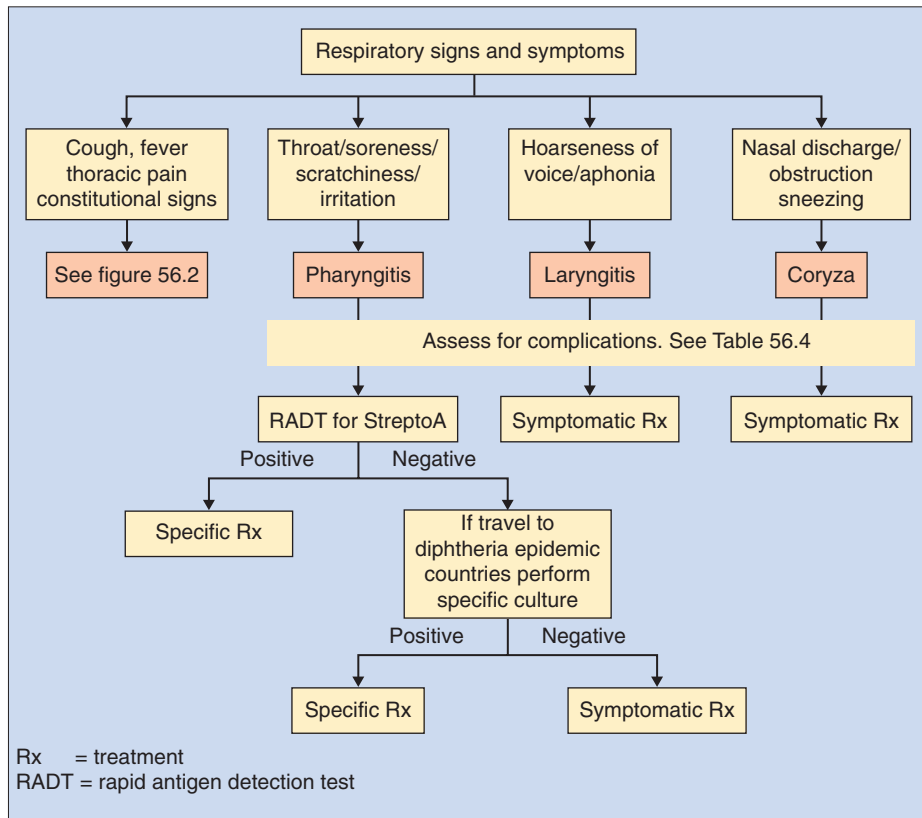 Respiratory signs and symptoms
Cough, fever
thoracic pain
constitutional signs
Throat/soreness/
scratchiness/
irritation
Hoarseness of
voice/aphonia
Nasal discharge/
obstruction
sneezing
See figure 56.2
Pharyngitis
Laryngitis
Coryza
Assess for complications. See Table 56.4
RADT for StreptoA
Symptomatic Rx
Symptomatic Rx
Positive
Negative
Specific Rx
If travel to
diphtheria epidemic
countries perform
specific culture
Positive
Negative
Specific Rx
Symptomatic Rx
Rx = treatment
RADT = rapid antigen detection test